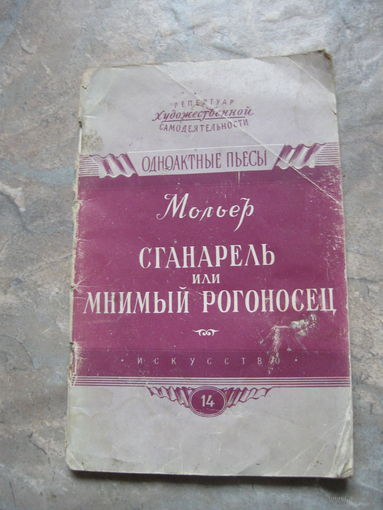 РЕПЕРТУАР
Художественной
САМОДЕЯТЕЛЬНОСТИ
ОДНОАКТНЫЕ ПЬЕСЫ
Мольер
СГАНАРЕЛЬ
ИЛИ
МНИМЫЙ РОГОНОСЕЦ
• ИСКУССТВО •
14